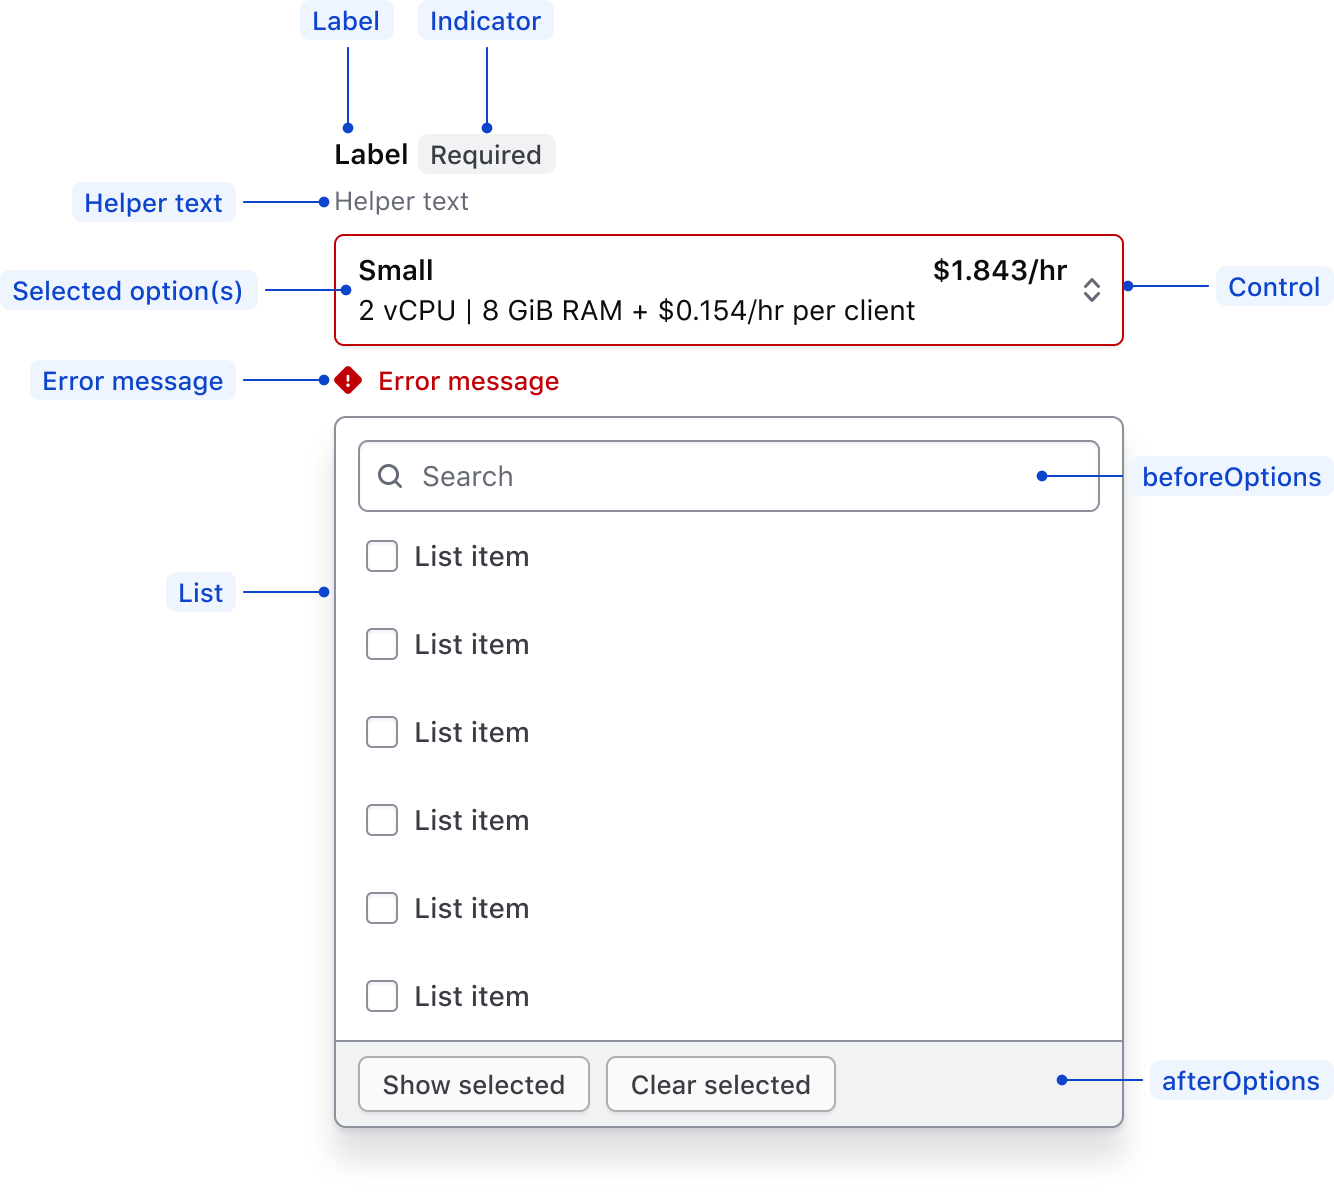 Label
Indicator
Label Required
Helper text
Helper text
Small
$1.843/hr
Selected option(s)
2 vCPU | 8 GiB RAM + $0.154/hr per client
Control
Error message
Error message
Search
beforeOptions
List item
List
List item
List item
List item
List item
List item
Show selected
Clear selected
afterOptions